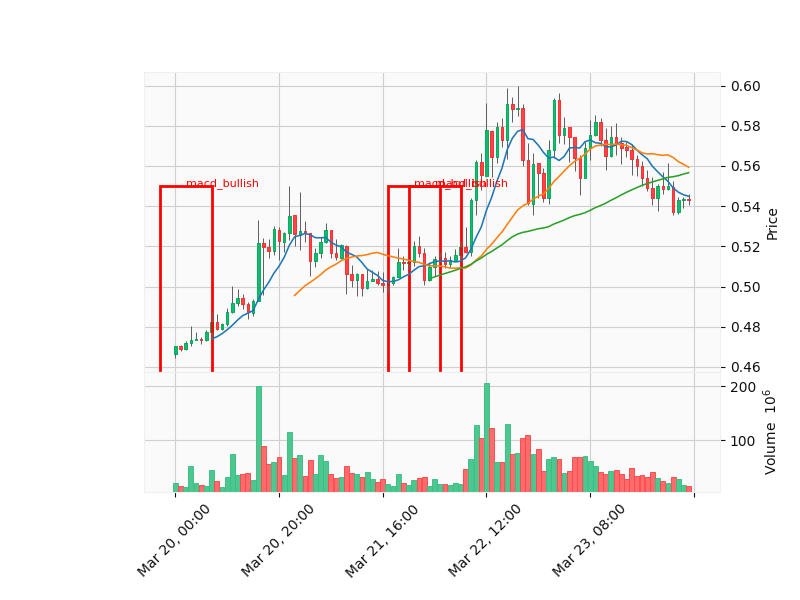 0.60
0.58
0.56
macd_bullish
macd_bullish
macd_bullish
0.54
Price
0.52
0.50
0.48
0.46
200
100
Volume 10^6
Mar 20, 00:00
Mar 20, 20:00
Mar 21, 16:00
Mar 22, 12:00
Mar 23, 08:00